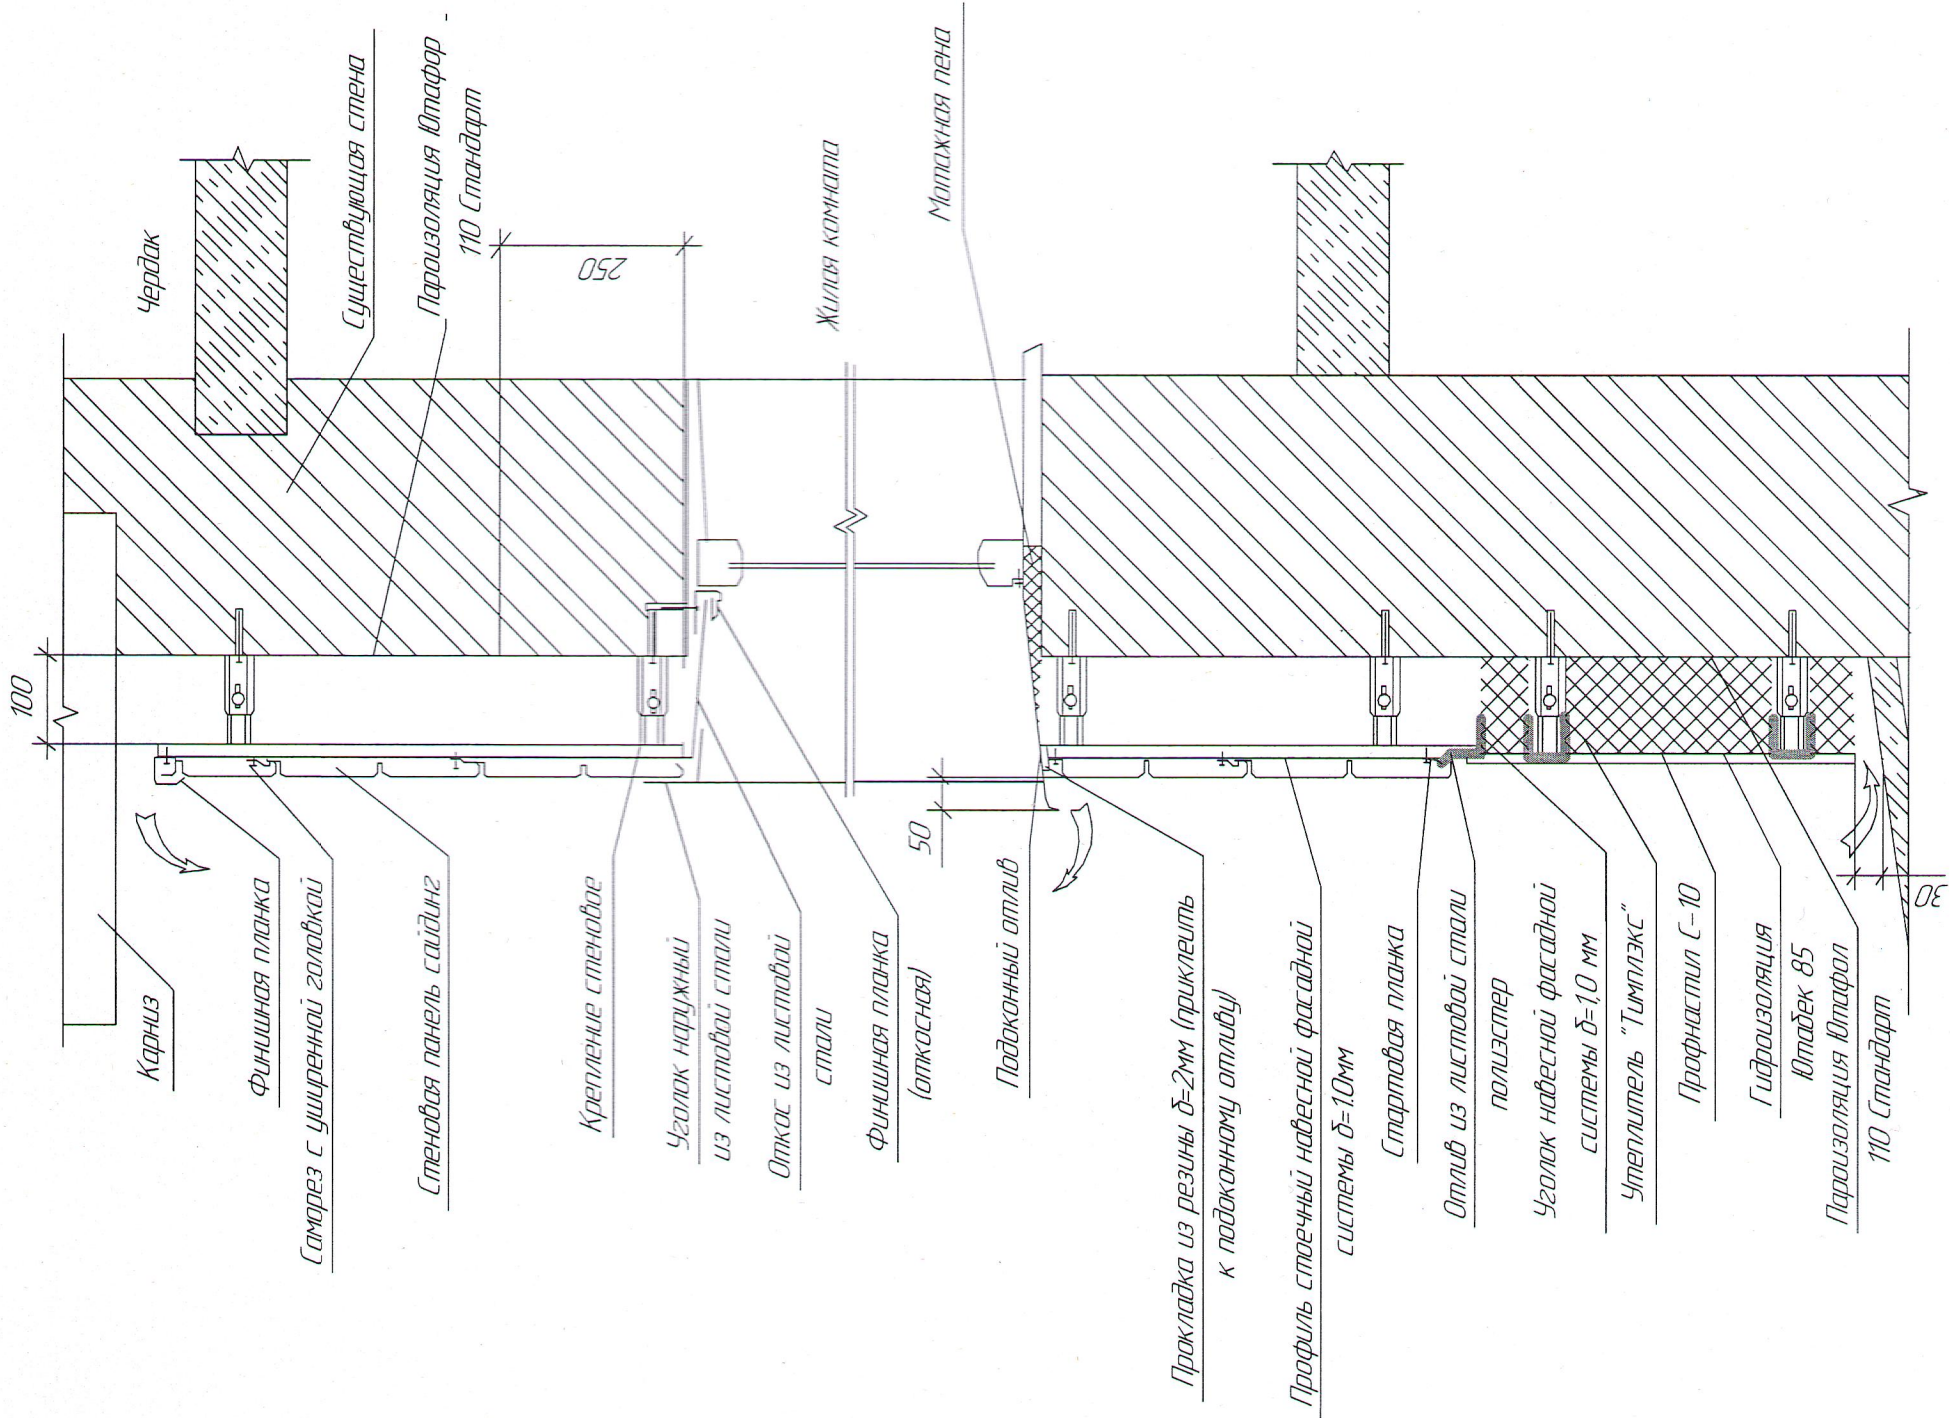 Чердак
Существующая стена
Пароизоляция Ютафор
110 Стандарт
250
Жилая комната
Мотажная пена
100
50
30
Карниз
Финишная планка
Саморез с уширенной головкой
Стеновая панель сайдинг
Крепление стеновое
Уголок наружный
из листовой стали
Откос из листовой
стали
Финишная планка
(откосная)
Подоконный отлив
Прокладка из резины δ=2мм (приклеить
к подоконному отливу)
Профиль стоечный навесной фасадной
системы δ=1.0мм
Стартовая планка
Отлив из листовой стали
полиэстер
Уголок навесной фасадной
системы δ=1,0 мм
Утеплитель "Тимплэкс"
Профнастил С-10
Гидроизоляция
Ютабек 85
Пароизоляция Ютафол
110 Стандарт